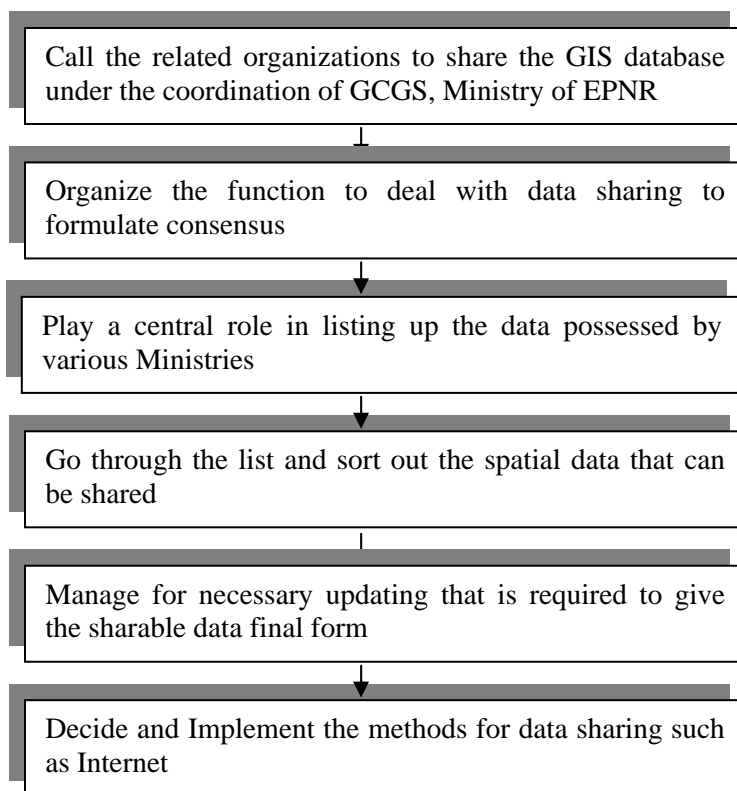 Call the related organizations to share the GIS database
under the coordination of GCGS, Ministry of EPNR
Organize the function to deal with data sharing to
formulate consensus
Play a central role in listing up the data possessed by
various Ministries
Go through the list and sort out the spatial data that can
be shared
Manage for necessary updating that is required to give
the sharable data final form
Decide and Implement the methods for data sharing such
as Internet